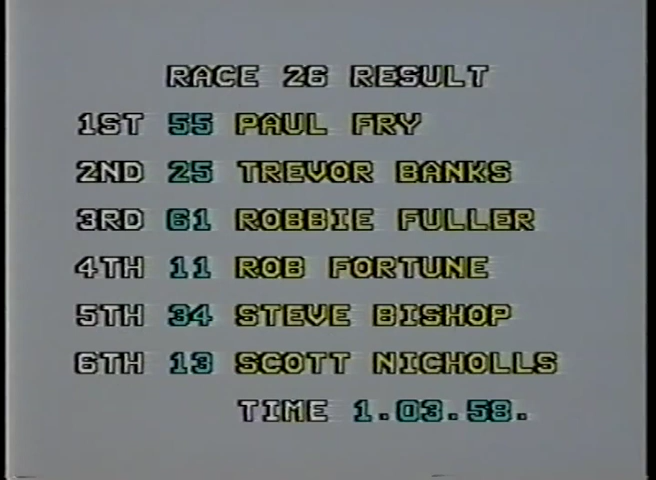 RACE 26 RESULT
1ST 55 PAUL FRY
2ND 25 TREVOR BANKS
3RD 61 ROBBIE FULLER
4TH 11 ROB FORTUNE
5TH 34 STEVE BISHOP
6TH 13 SCOTT NICHOLLS
TIME 1.03.58.